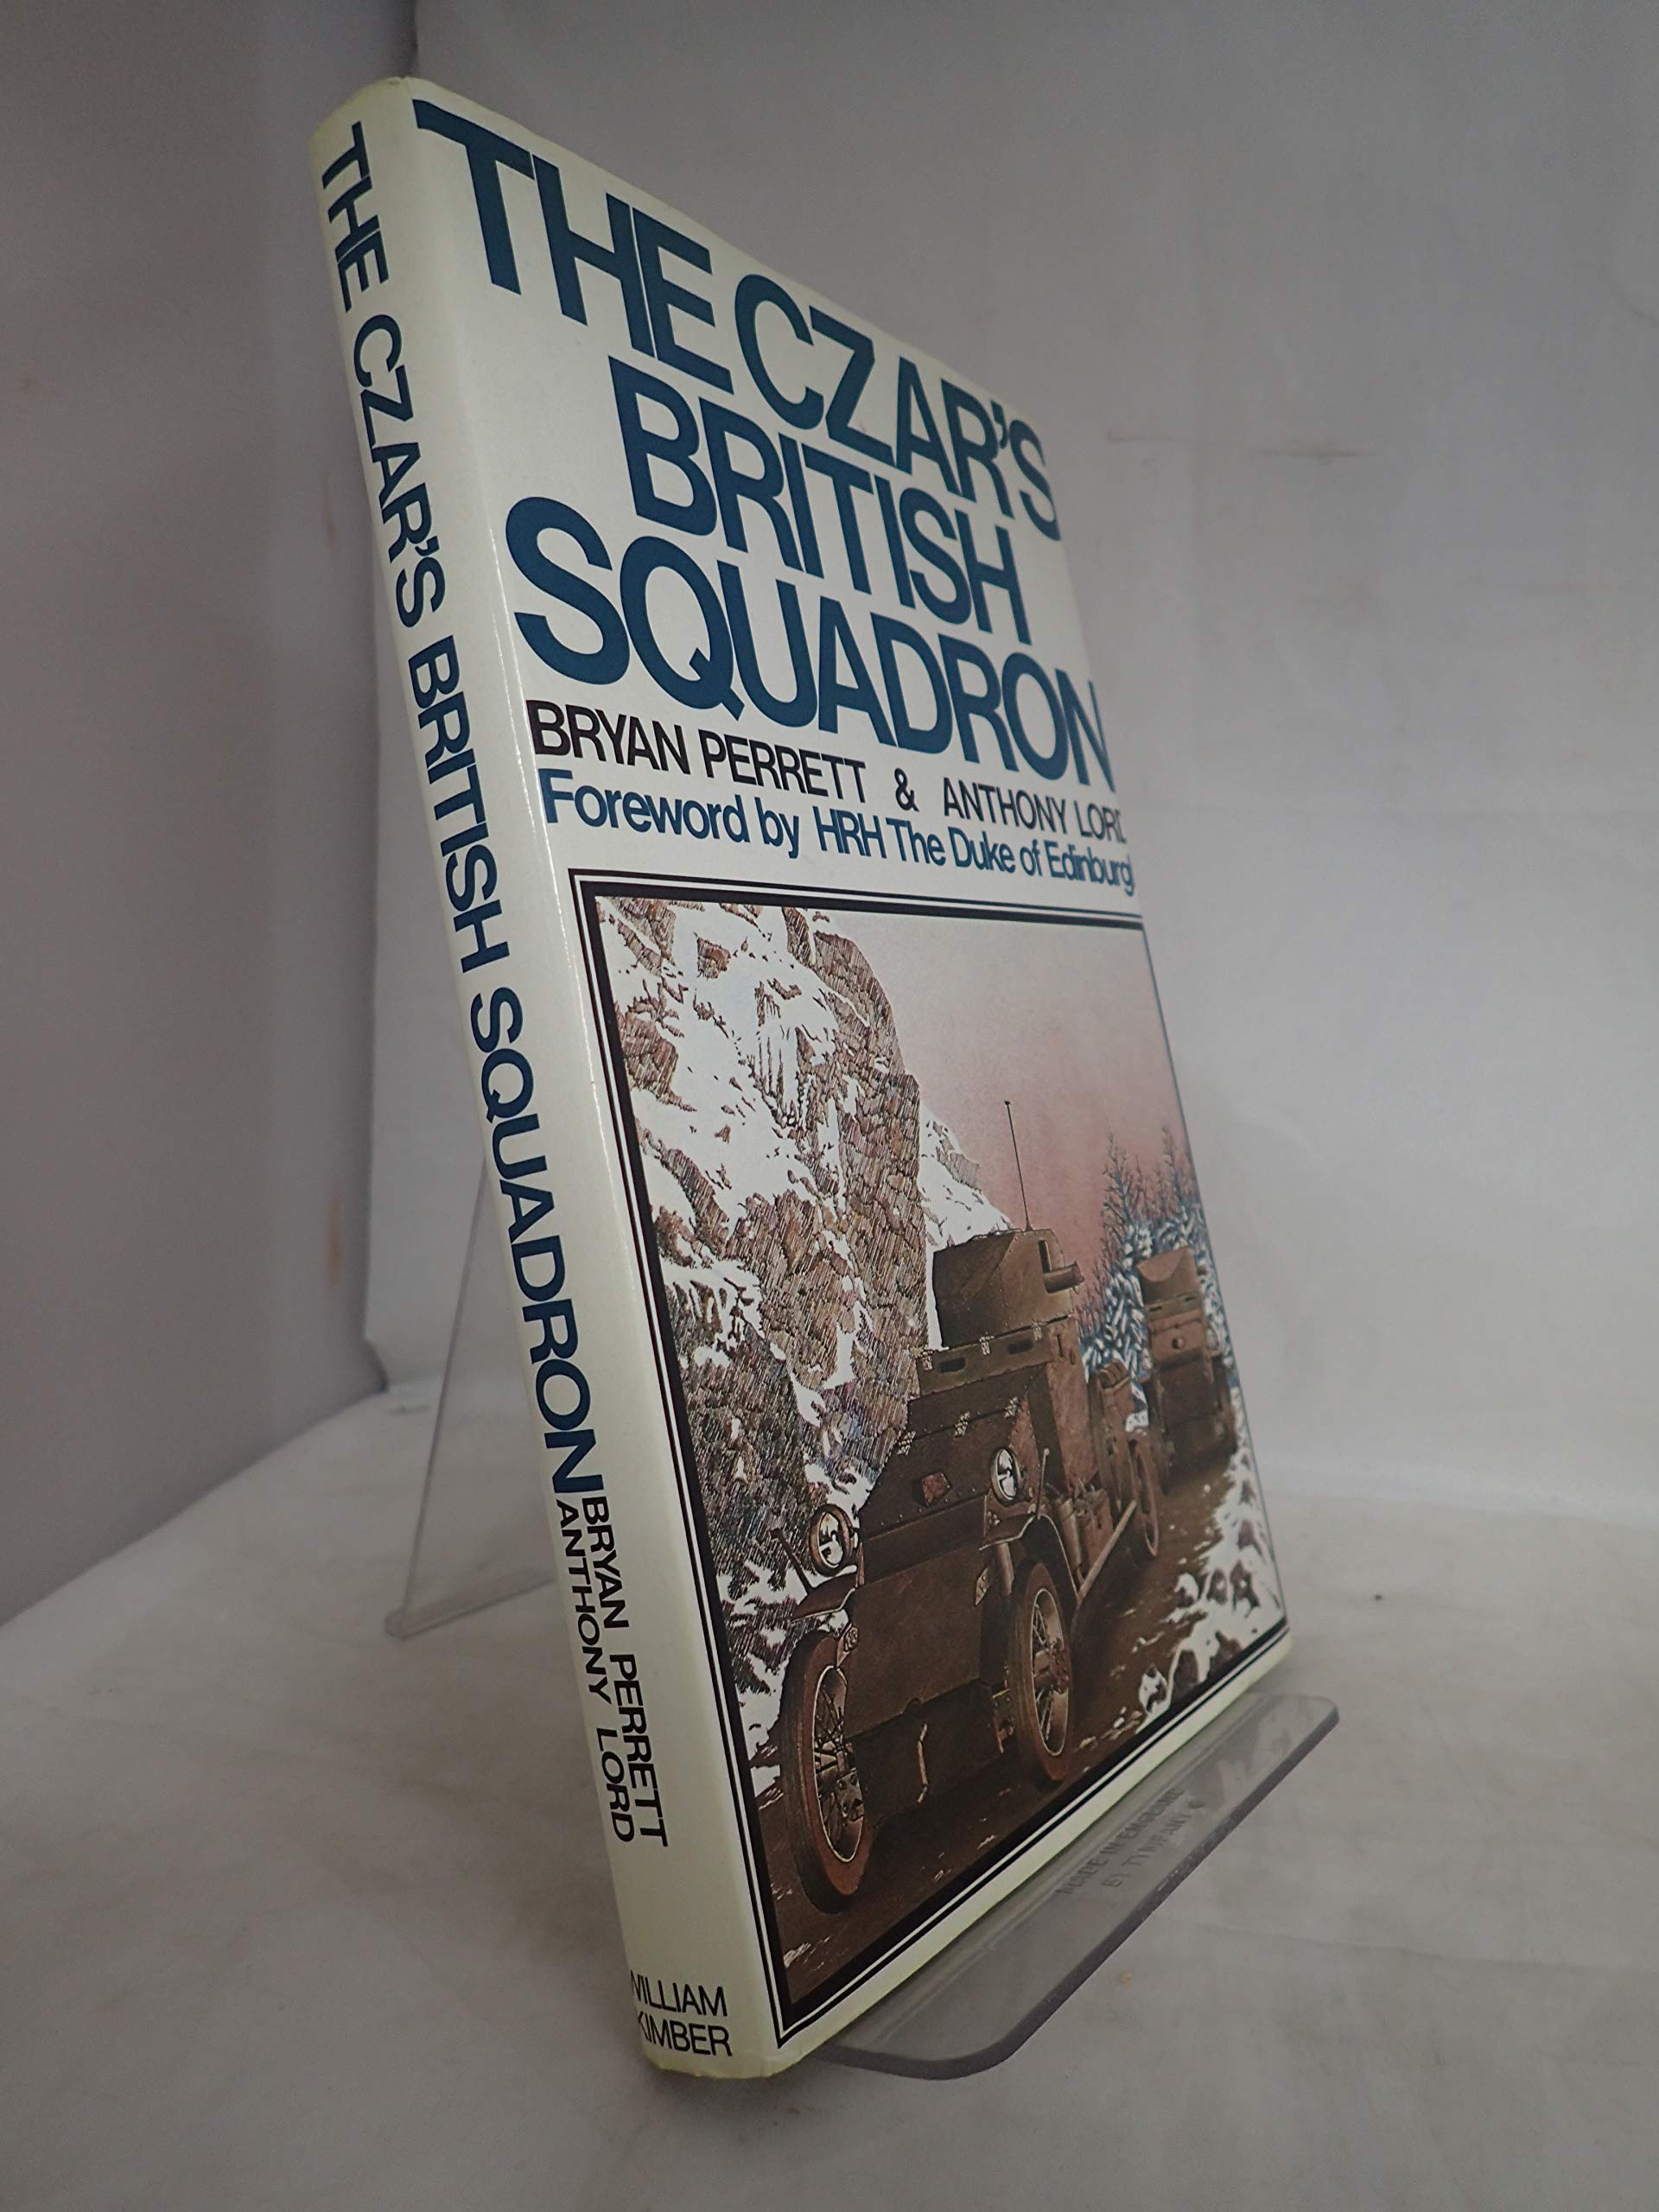 THE CZAR'S
BRITISH
SQUADRON
BRYAN PERRETT & ANTHONY LORD
Foreword by HRH The Duke of Edinburg
THE CZAR'S BRITISH SQUADRON
BRYAN PERRETT
ANTHONY LORD
WILLIAM
KIMBER